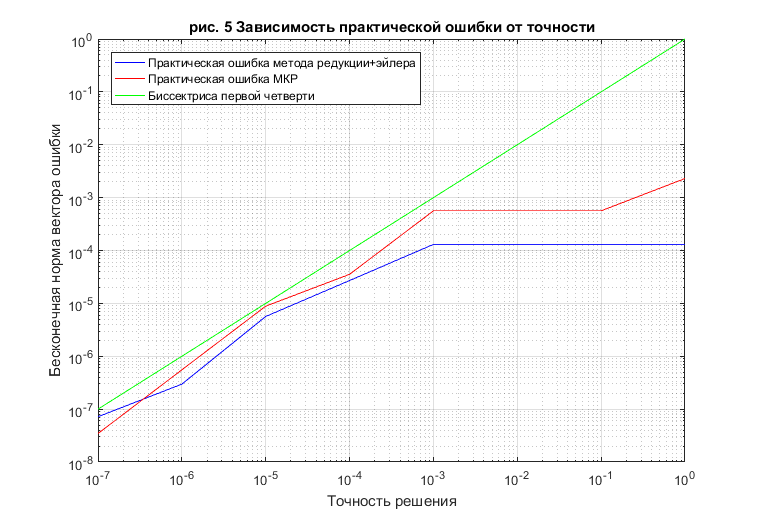 рис. 5 Зависимость практической ошибки от точности
Практическая ошибка метода редукции+эйлера
Практическая ошибка МКР
Биссектриса первой четверти
Бесконечная норма вектора ошибки
10^0
10^-1
10^-2
10^-3
10^-4
10^-5
10^-6
10^-7
10^-8
10^-7 10^-6 10^-5 10^-4 10^-3 10^-2 10^-1 10^0
Точность решения